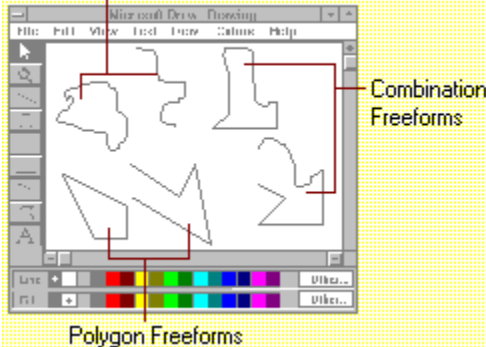 Microsoft Draw Drawing
File Edit View Text Draw Colors Help
A
Combination
Freeforms
Line Other...
Fill Other...
Polygon Freeforms